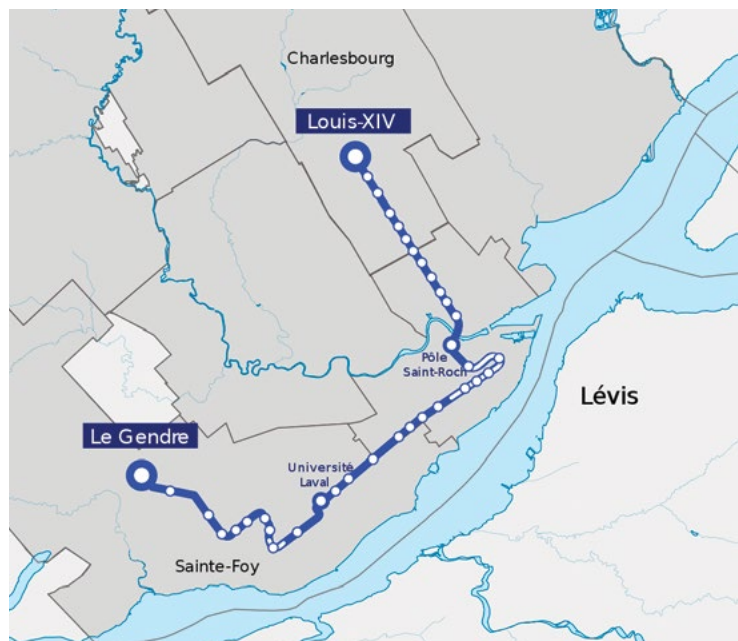 Charlesbourg
Louis-XIV
Pôle
Saint-Roch
Lévis
Le Gendre
Université
Laval
Sainte-Foy